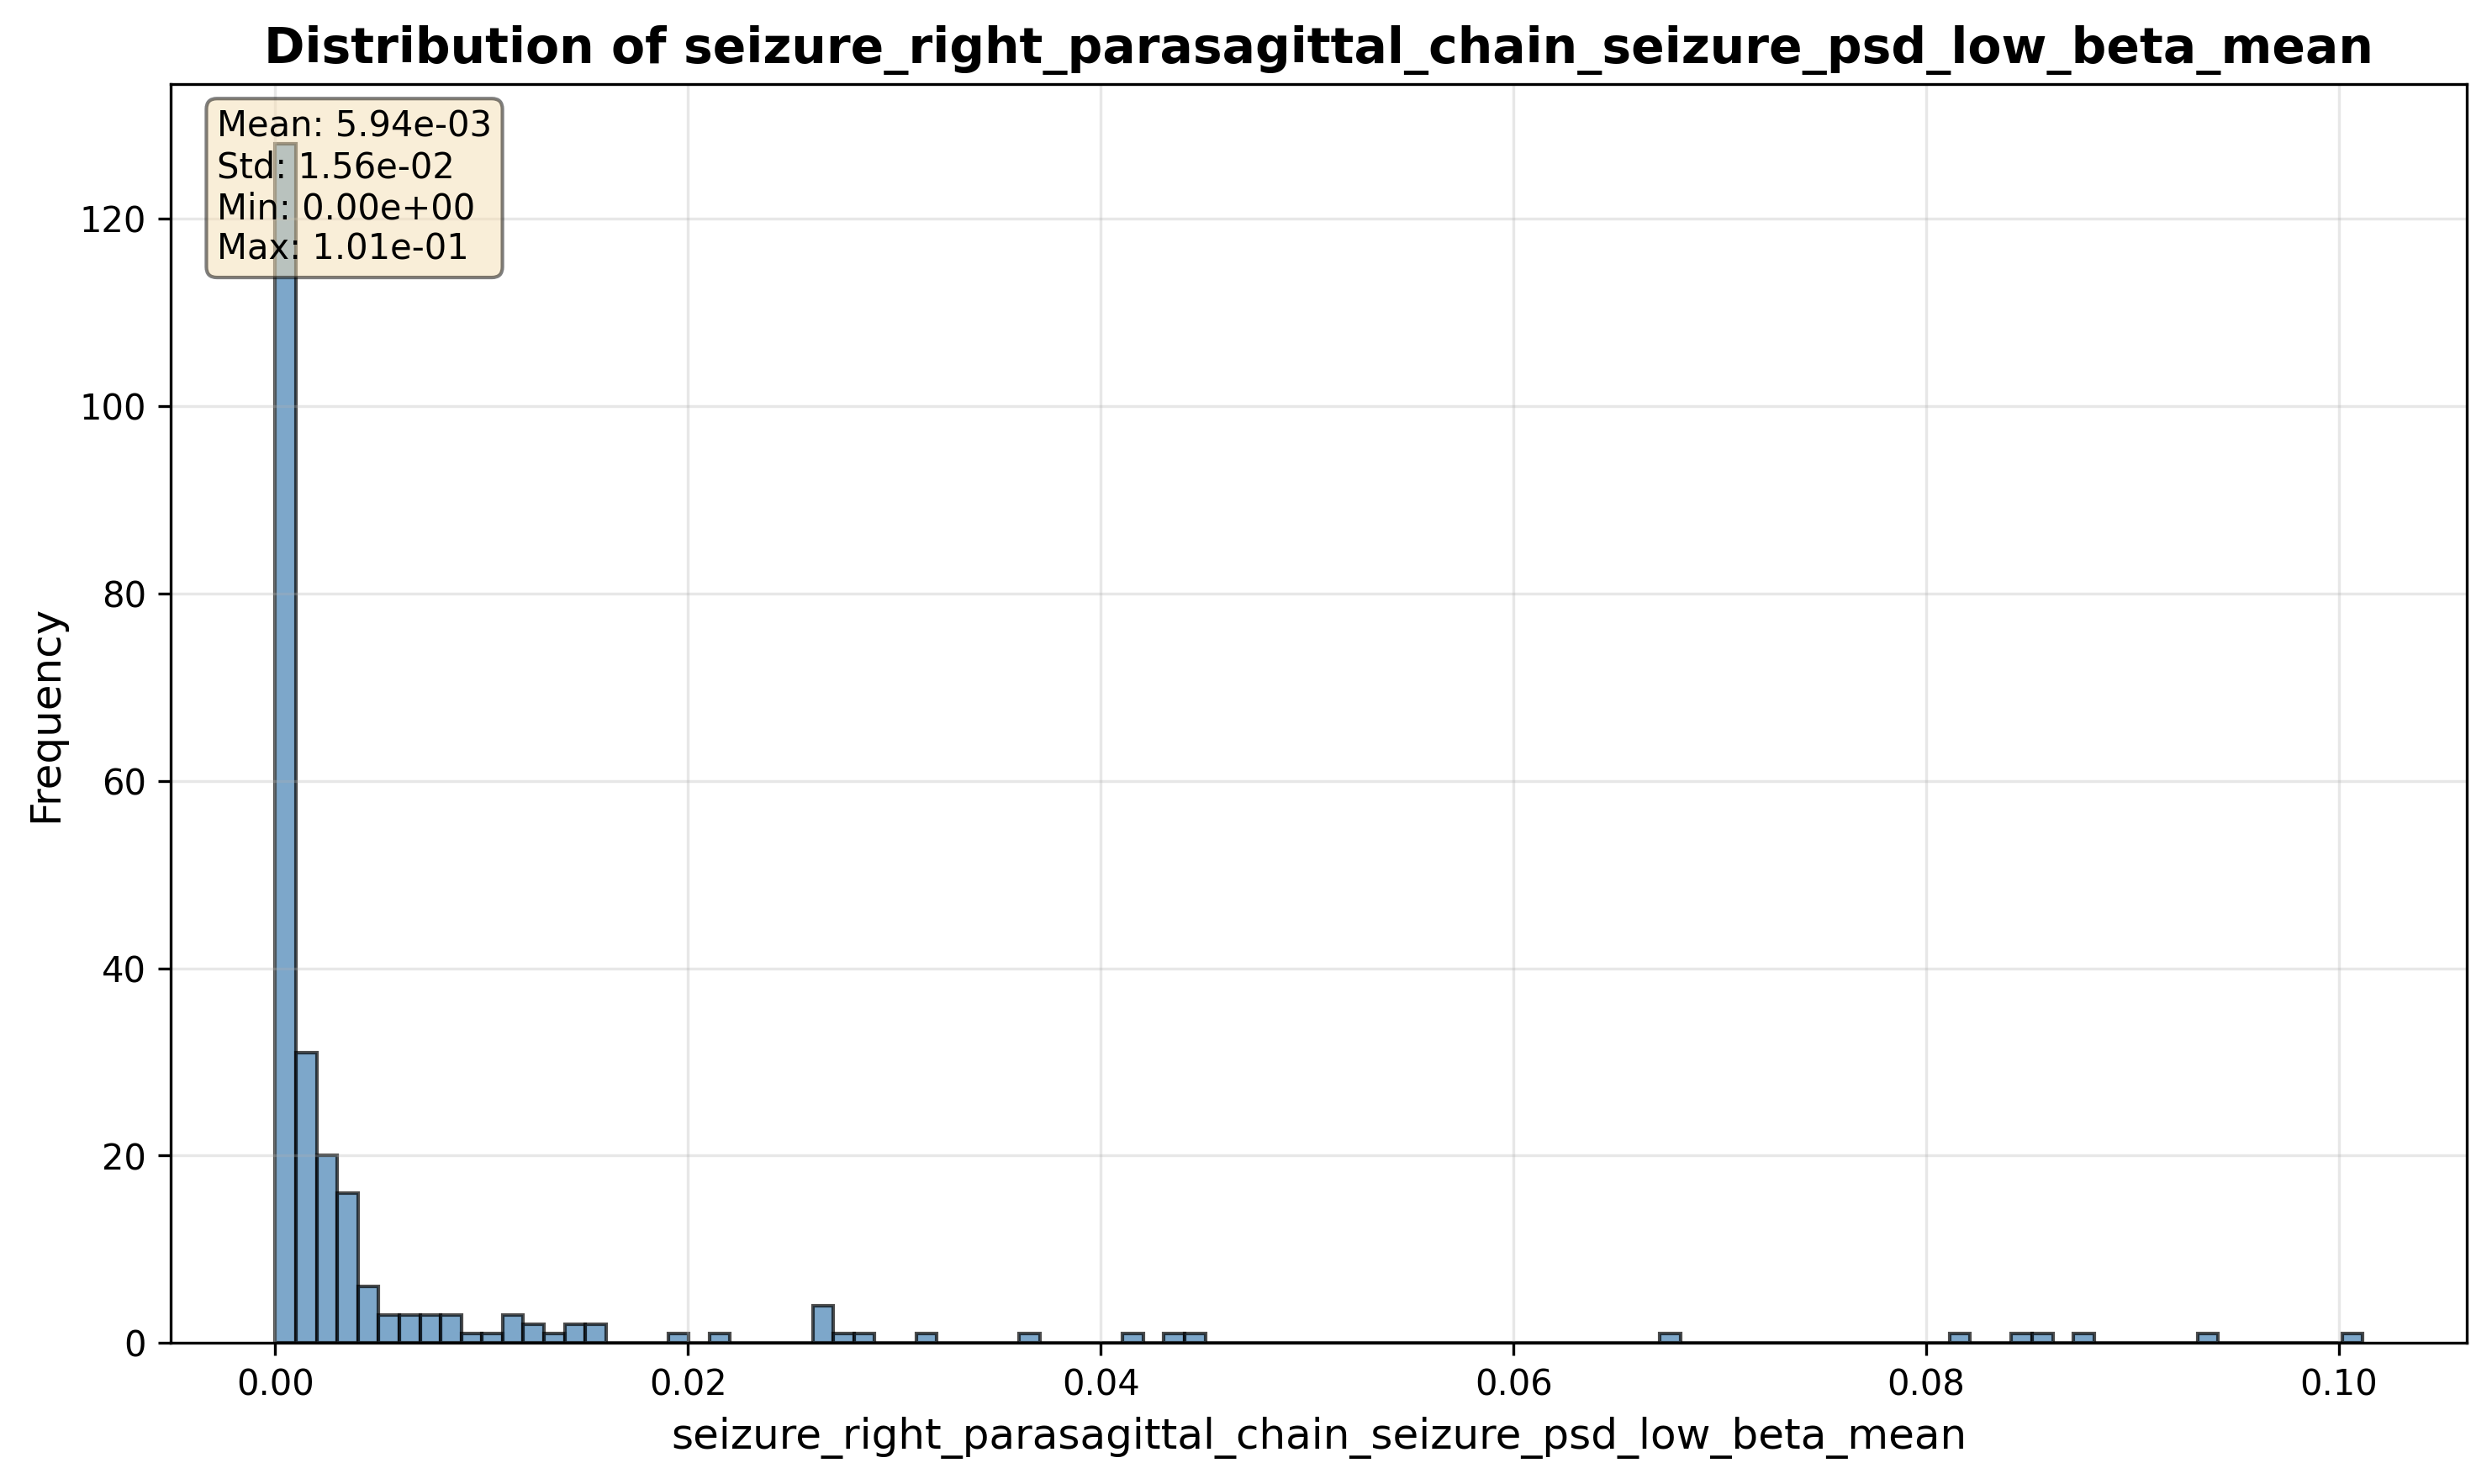 Distribution of seizure_right_parasagittal_chain_seizure_psd_low_beta_mean
Mean: 5.94e-03
Std: 1.56e-02
Min: 0.00e+00
Max: 1.01e-01
Frequency
120
100
80
60
40
20
0
0.00 0.02 0.04 0.06 0.08 0.10
seizure_right_parasagittal_chain_seizure_psd_low_beta_mean